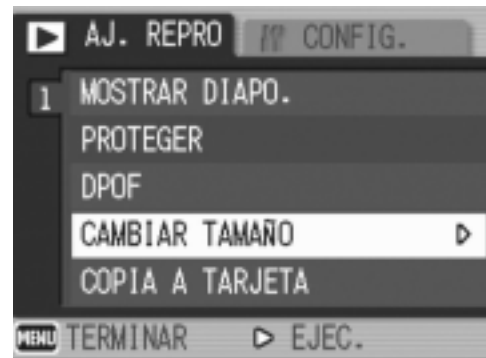 AJ. REPRO CONFIG.
1 MOSTRAR DIAPO.
PROTEGER
DPOF
CAMBIAR TAMAÑO
COPIA A TARJETA
MENU TERMINAR EJEC.